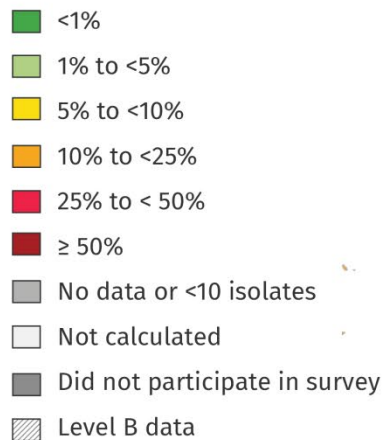 <1%
1% to <5%
5% to <10%
10% to <25%
25% to < 50%
≥ 50%
No data or <10 isolates
Not calculated
Did not participate in survey
Level B data